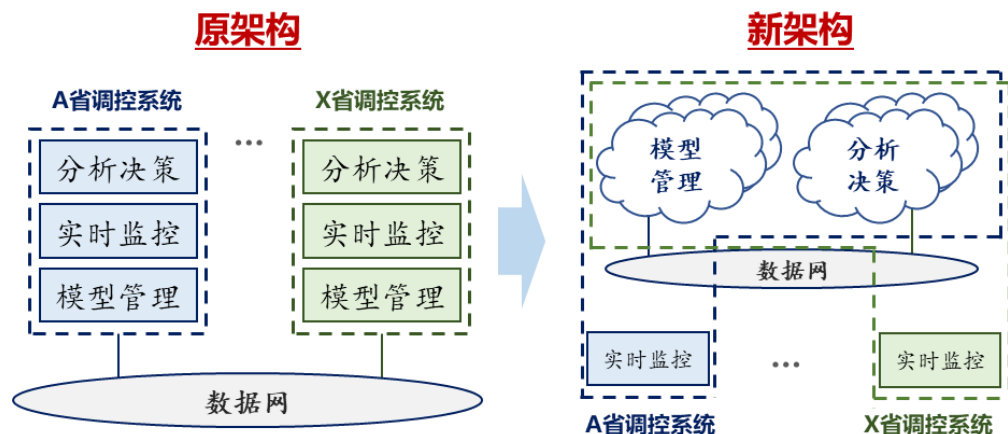 原架构
A省调控系统
...
X省调控系统
分析决策
实时监控
模型管理
分析决策
实时监控
模型管理
数据网
新架构
模型
管理
分析
决策
数据网
实时监控
...
实时监控
A省调控系统
X省调控系统